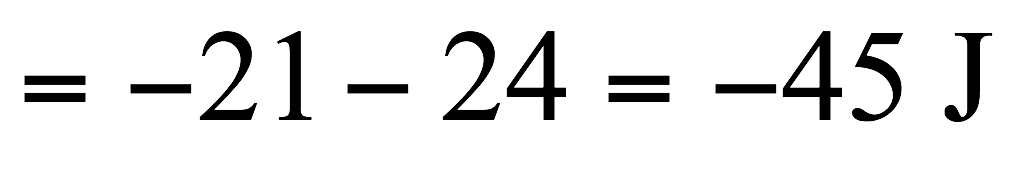 = −21 − 24 = −45 J